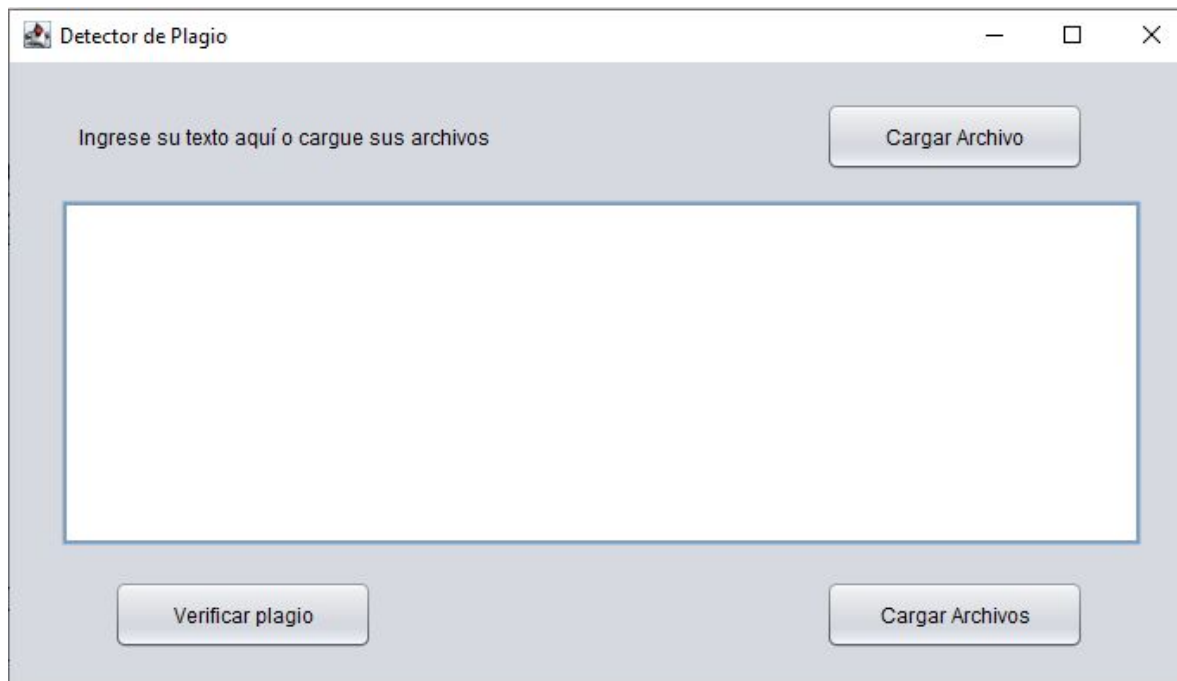 Detector de Plagio
Ingrese su texto aquí o cargue sus archivos
Cargar Archivo
Verificar plagio
Cargar Archivos